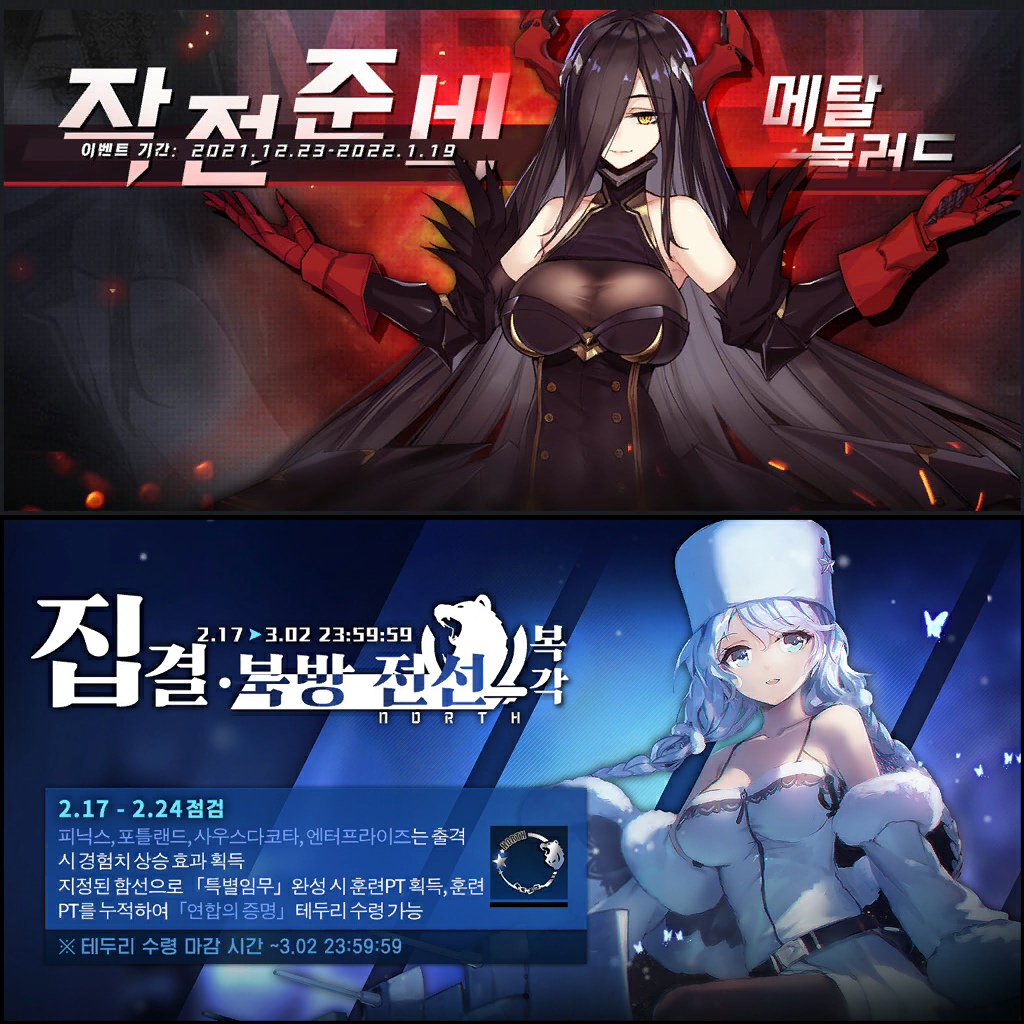 작전준비
이벤트 기간: 2021.12.23-2022.1.19
메탈
블러드
2.17 ➤ 3.02 23:59:59
집결·북방 전선 복각
NORTH
2.17 - 2.24점검
피닉스, 포틀랜드, 사우스다코타, 엔터프라이즈는 출격
시 경험치 상승 효과 획득
지정된 함선으로 「특별임무」 완성 시 훈련PT 획득, 훈련
PT를 누적하여 「연합의 증명」 테두리 수령 가능
NORTH
※ 테두리 수령 마감 시간 ~3.02 23:59:59